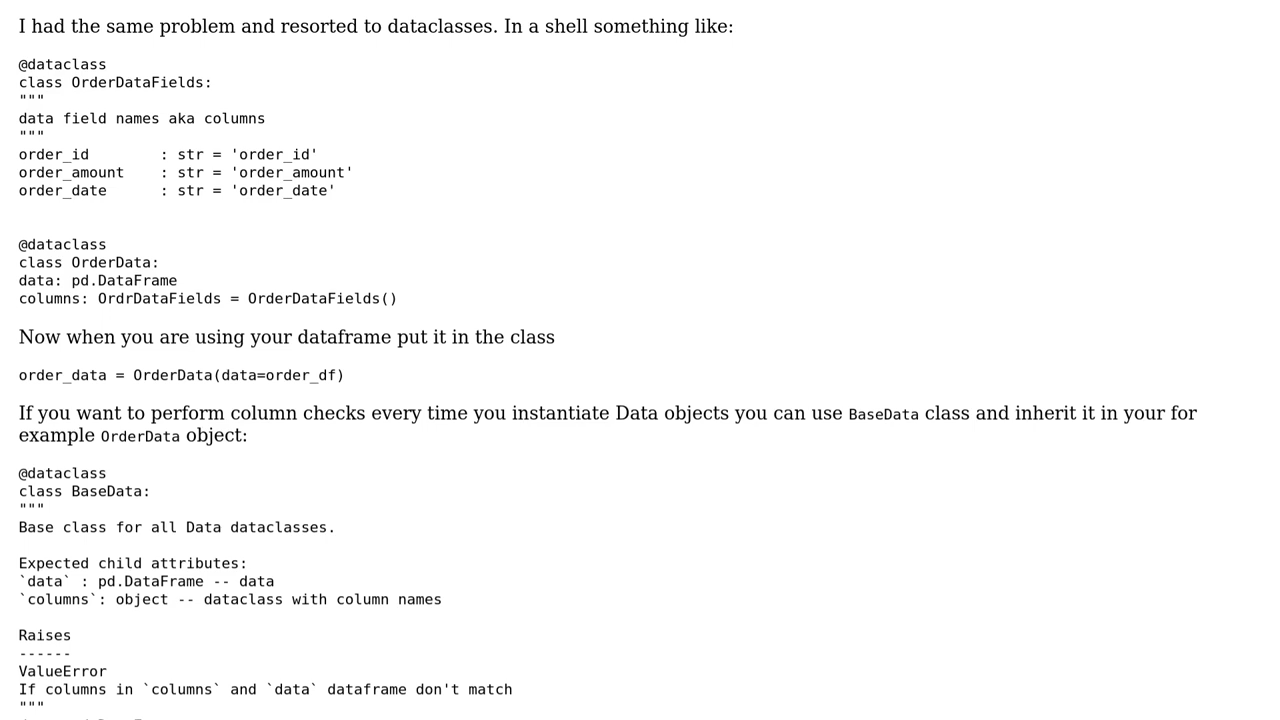 I had the same problem and resorted to dataclasses. In a shell something like:
@dataclass
class OrderDataFields:
"""
data field names aka columns
"""
order_id        : str = 'order_id'
order_amount    : str = 'order_amount'
order_date      : str = 'order_date'
@dataclass
class OrderData:
data: pd.DataFrame
columns: OrdrDataFields = OrderDataFields()
Now when you are using your dataframe put it in the class
order_data = OrderData(data=order_df)
If you want to perform column checks every time you instantiate Data objects you can use BaseData class and inherit it in your for
example OrderData object:
@dataclass
class BaseData:
"""
Base class for all Data dataclasses.
Expected child attributes:
`data` : pd.DataFrame -- data
`columns`: object -- dataclass with column names
Raises
------
ValueError
If columns in `columns` and `data` dataframe don't match
"""